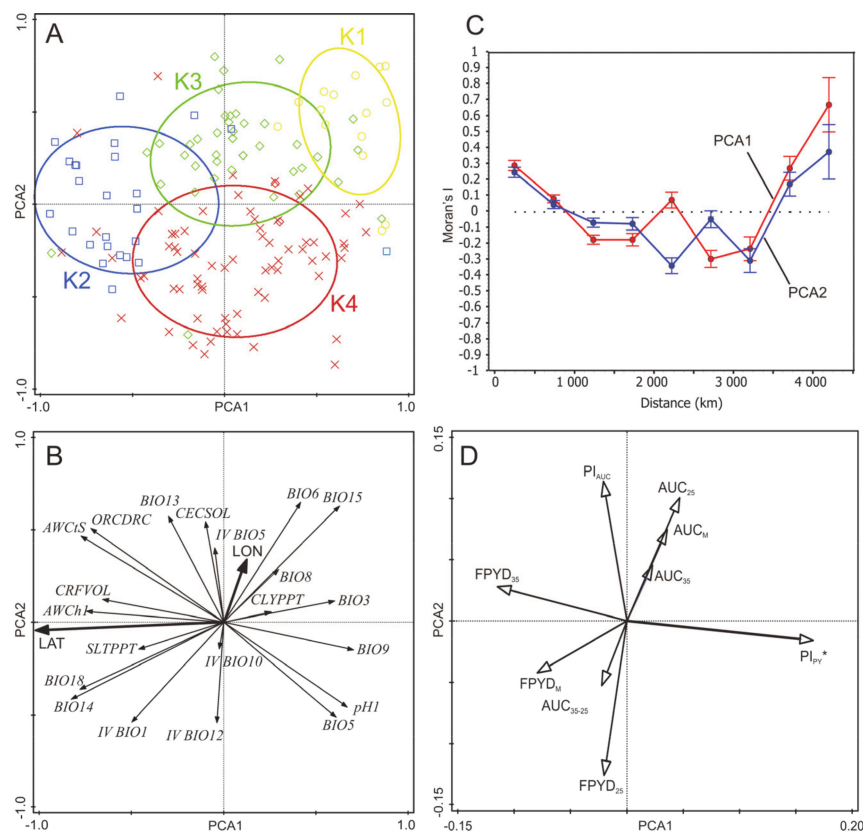 A
K1
K3
K2
K4
1.0
PCA2
-1.0
-1.0
PCA1
1.0
C
1
0.9
0.8
0.7
0.6
0.5
0.4
0.3
0.2
0.1
0
-0.1
-0.2
-0.3
-0.4
-0.5
-0.6
-0.7
-0.8
-0.9
-1
Moran's I
PCA1
PCA2
0
1 000
2 000
3 000
4 000
Distance (km)
B
1.0
BIO13
CECSOL
BIO6
BIO15
ORCDRC
AWCtS
IV BIO5
LON
BIO8
CRFVOL
CLYPPT
BIO3
AWCh1
PCA2
LAT
SLTPPT
IV BIO10
BIO9
BIO18
BIO14
pH1
BIO5
IV BIO1
IV BIO12
-1.0
-1.0
PCA1
1.0
D
0.15
PIAUC
AUC25
AUCM
AUC35
FPYD35
PCA2
PIPY*
FPYDM
AUC35-25
FPYD25
-0.15
-0.15
PCA1
0.20